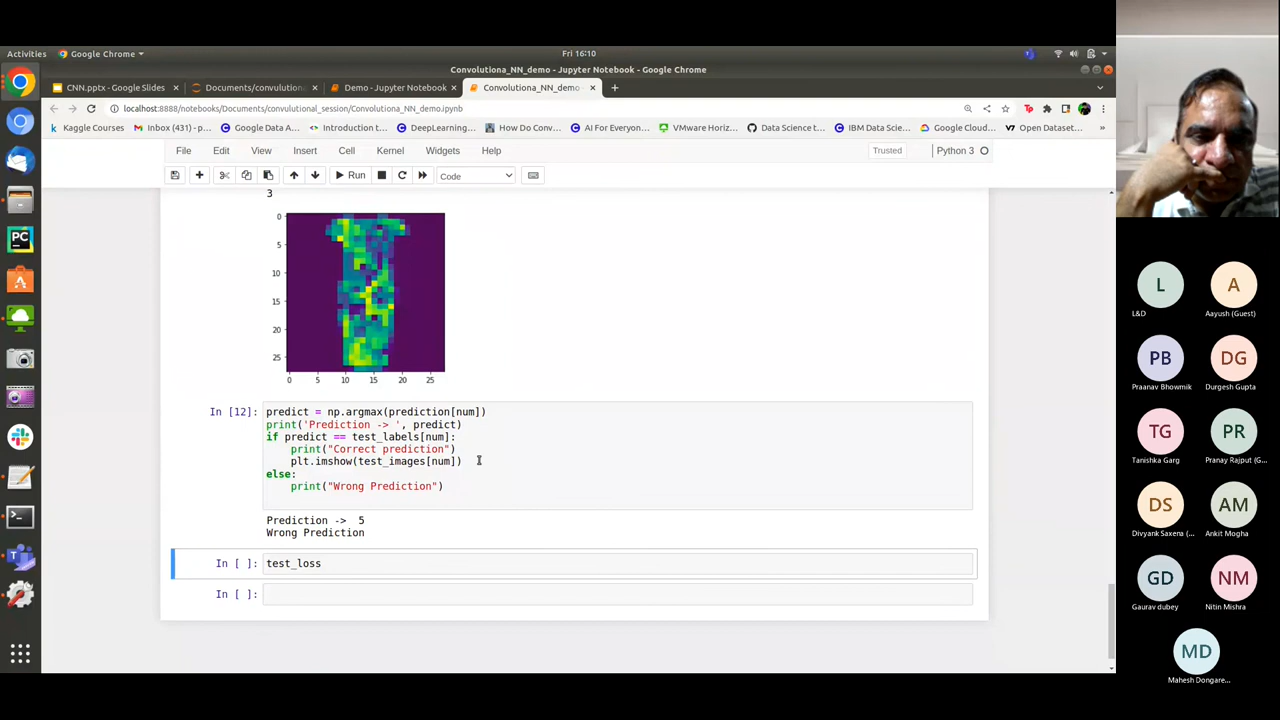 Activities
Google Chrome
Fri 16:10
Convolutiona_NN_demo - Jupyter Notebook - Google Chrome
CNN.pptx - Google Slides
Documents/convolution
Demo - Jupyter Notebook
Convolutiona_NN_demo
localhost:8888/notebooks/Documents/convulutional_session/Convolutiona_NN_demo.ipynb
Kaggle Courses
Inbox (431) - p...
Google Data A...
Introduction t...
DeepLearning...
How Do Conv...
AI For Everyon...
VMware Horiz...
Data Science t...
IBM Data Scie...
Google Cloud...
Open Dataset...
File
Edit
View
Insert
Cell
Kernel
Widgets
Help
Trusted
Python 3
Run
Code
3
0
5
10
15
20
25
0 5 10 15 20 25
In [12]:
predict = np.argmax(prediction[num])
print('Prediction -> ', predict)
if predict == test_labels[num]:
print("Correct prediction")
plt.imshow(test_images[num])
else:
print("Wrong Prediction")
Prediction -> 5
Wrong Prediction
In [ ]:
test_loss
In [ ]:
PC
L
L&D
A
Aayush (Guest)
PB
Praanav Bhowmik
DG
Durgesh Gupta
TG
Tanishka Garg
PR
Pranay Rajput (G...
DS
Divyank Saxena (...
AM
Ankit Mogha
GD
Gaurav dubey
NM
Nitin Mishra
MD
Mahesh Dongare...